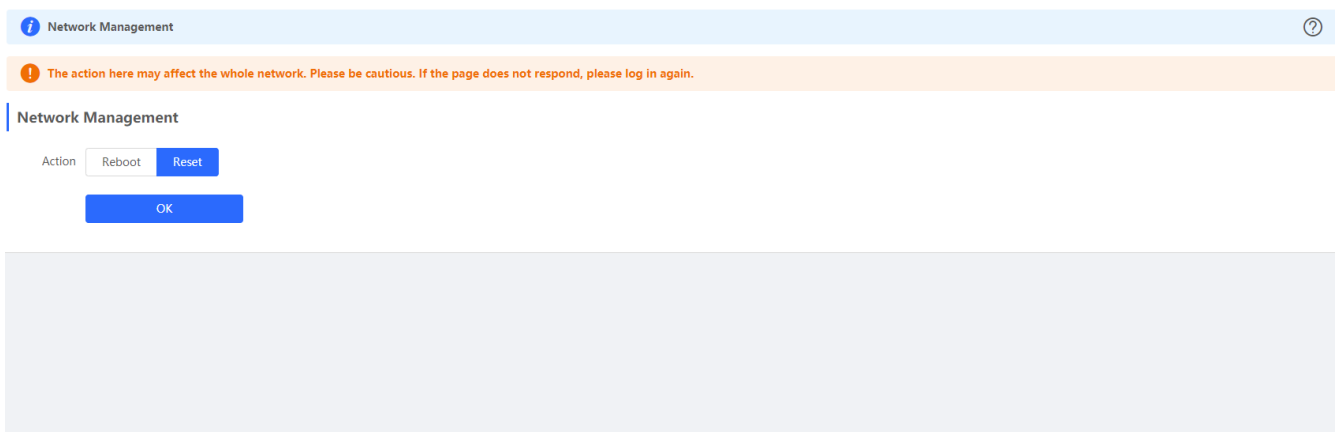 Network Management
The action here may affect the whole network. Please be cautious. If the page does not respond, please log in again.
Network Management
Action Reboot Reset
OK